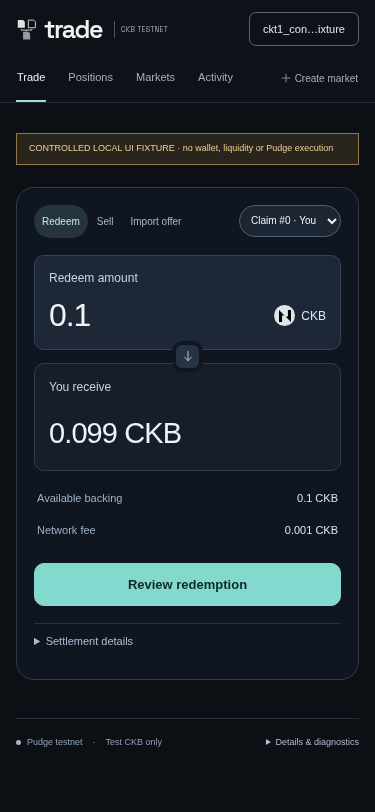 trade
CKB TESTNET
ckt1_con…ixture
Trade
Positions
Markets
Activity
Create market
CONTROLLED LOCAL UI FIXTURE · no wallet, liquidity or Pudge execution
Redeem
Sell
Import offer
Claim #0 · You
Redeem amount
0.1
CKB
You receive
0.099 CKB
Available backing
0.1 CKB
Network fee
0.001 CKB
Review redemption
Settlement details
Pudge testnet · Test CKB only
Details & diagnostics